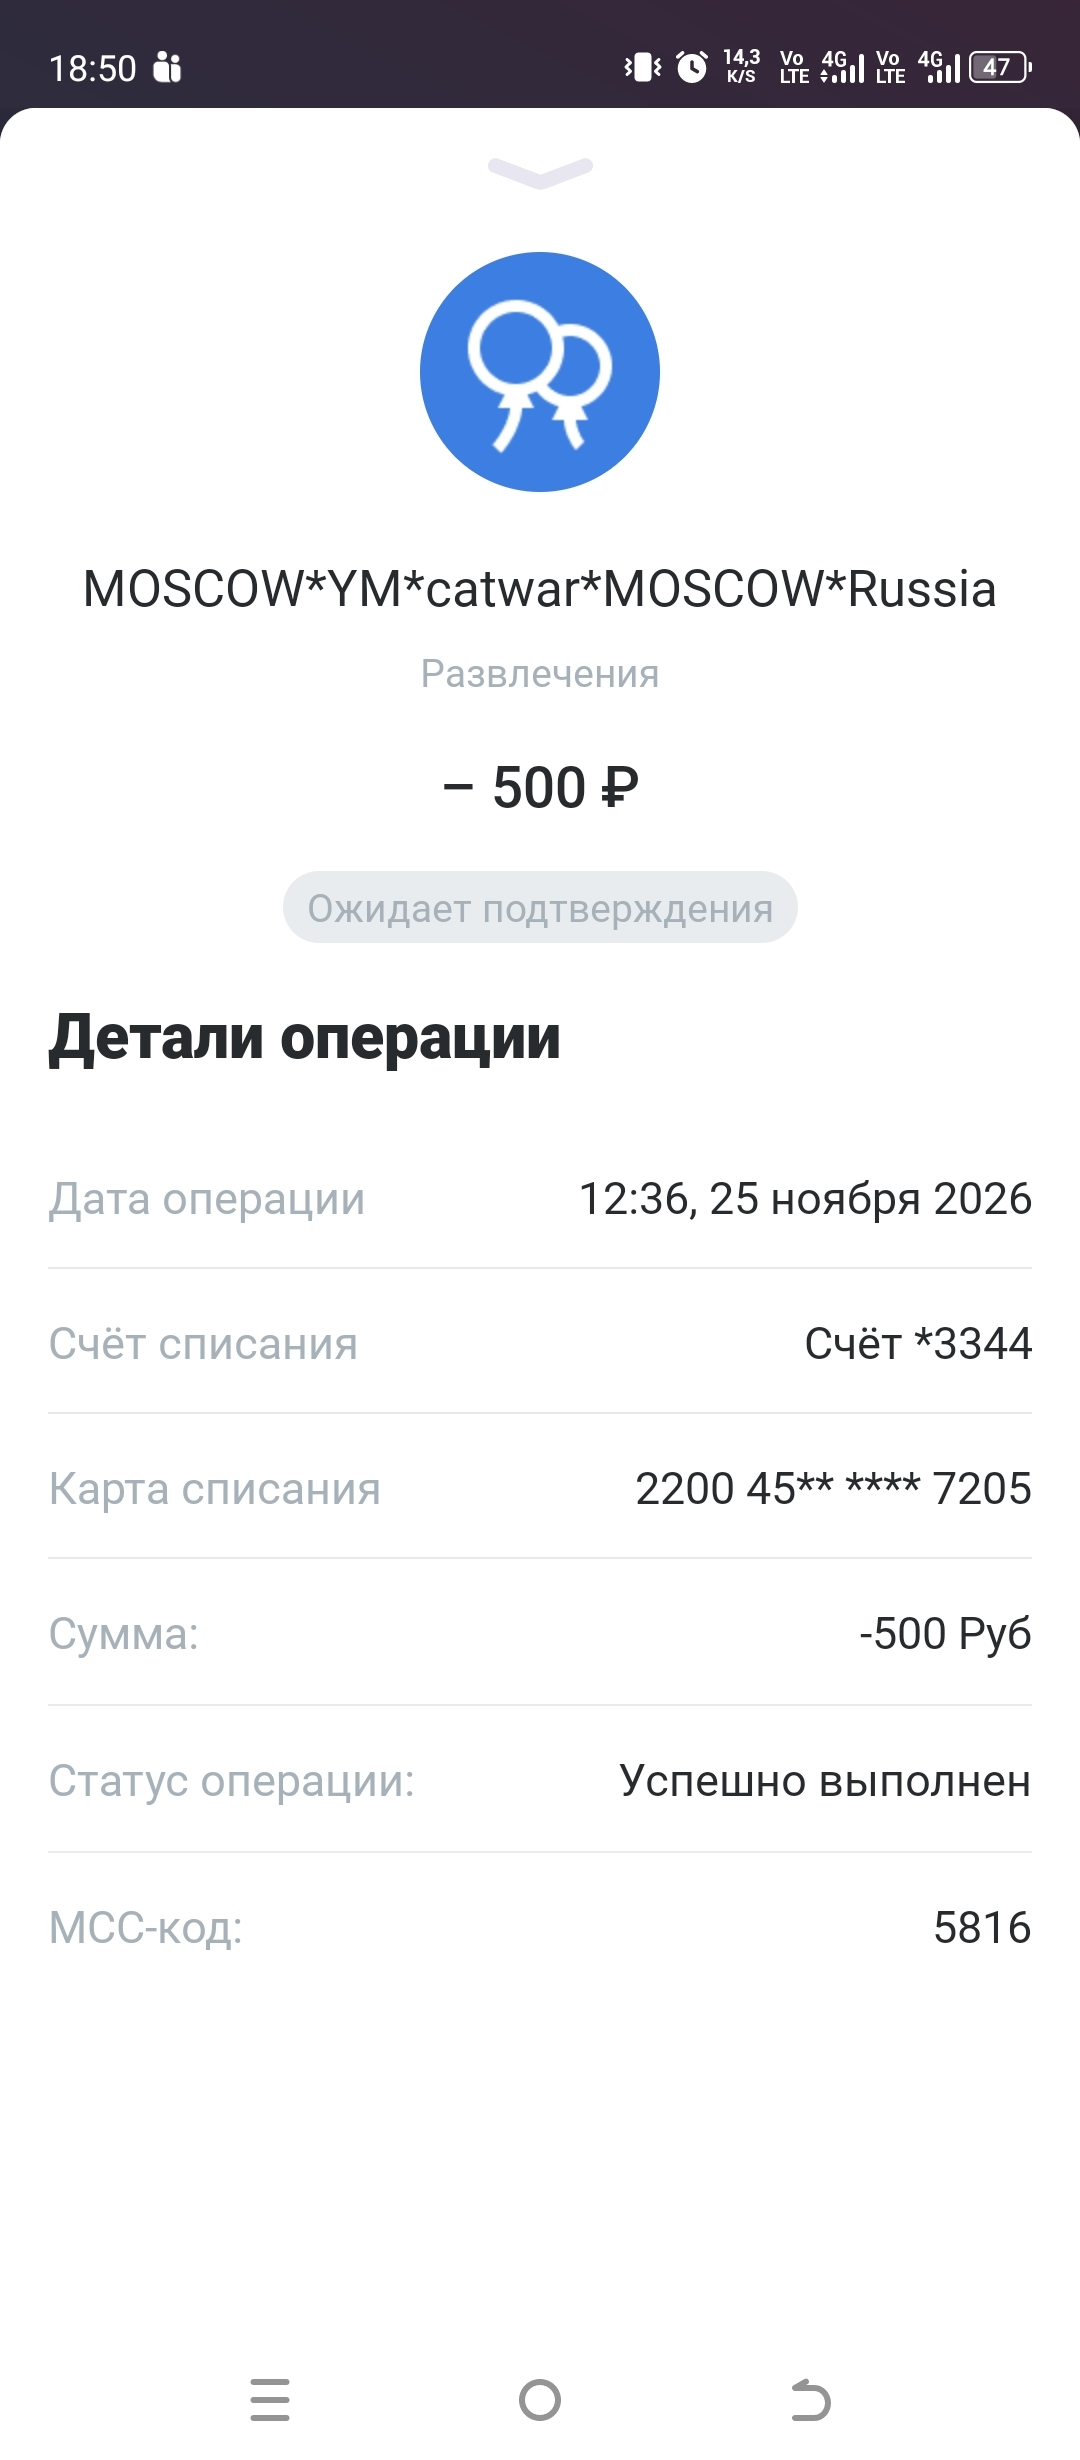 18:50 14,3 K/S Vo LTE 4G Vo LTE 4G 47
MOSCOW*YM*catwar*MOSCOW*Russia
Развлечения
– 500 ₽
Ожидает подтверждения
Детали операции
Дата операции 12:36, 25 ноября 2026
Счёт списания Счёт *3344
Карта списания 2200 45** **** 7205
Сумма: -500 Руб
Статус операции: Успешно выполнен
МСС-код: 5816